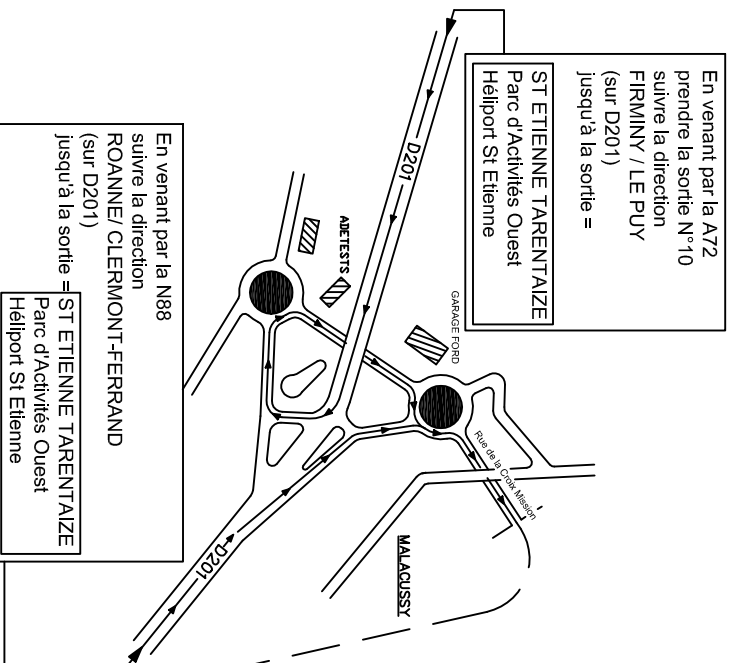 En venant par la A72
prendre la sortie N°10
suivre la direction
FIRMINY / LE PUY
(sur D201)
jusqu'à la sortie =
ST ETIENNE TARENTAIZE
Parc d'Activités Ouest
Héliport St Etienne
D201
GARAGE FORD
ADETESTS
Rue de la Croix Mission
MALACUSSY
D201
En venant par la N88
suivre la direction
ROANNE/ CLERMONT-FERRAND
(sur D201)
jusqu'à la sortie = ST ETIENNE TARENTAIZE
Parc d'Activités Ouest
Héliport St Etienne